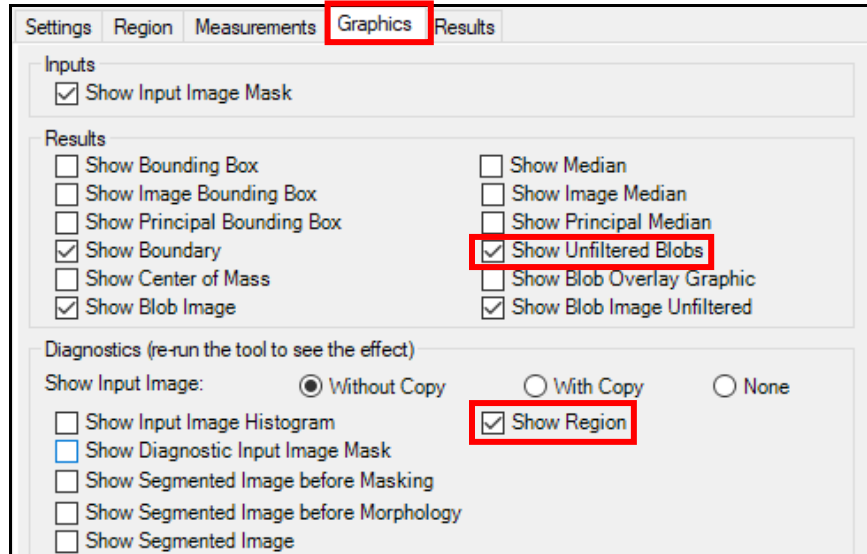 Settings Region Measurements Graphics Results
Inputs
Show Input Image Mask
Results
Show Bounding Box Show Median
Show Image Bounding Box Show Image Median
Show Principal Bounding Box Show Principal Median
Show Boundary Show Unfiltered Blobs
Show Center of Mass Show Blob Overlay Graphic
Show Blob Image Show Blob Image Unfiltered
Diagnostics (re-run the tool to see the effect)
Show Input Image: Without Copy With Copy None
Show Input Image Histogram Show Region
Show Diagnostic Input Image Mask
Show Segmented Image before Masking
Show Segmented Image before Morphology
Show Segmented Image